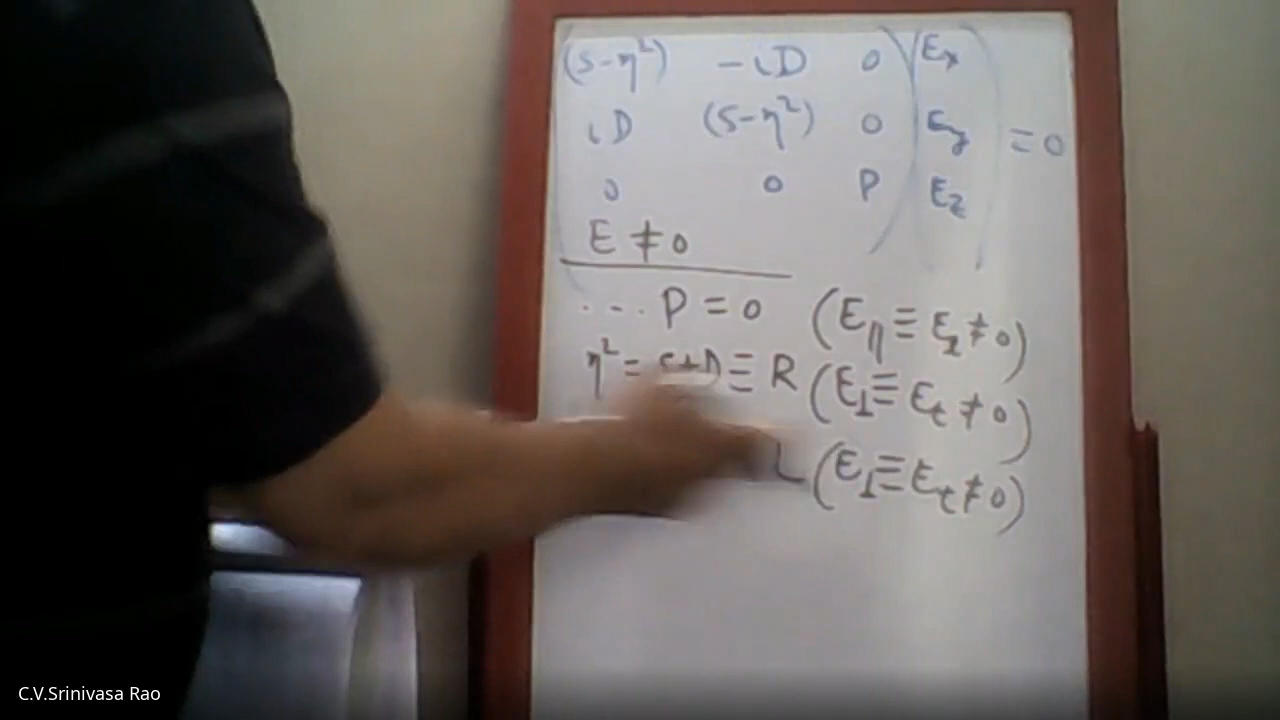 (S-η²) -iD 0 Ex
iD (S-η²) 0 Ey = 0
0 0 P Ez
E ≠ 0
... P = 0 (E∥ ≡ Ez ≠ 0)
η² = S+D ≡ R (E⊥ ≡ Et ≠ 0)
L (E⊥ ≡ Et ≠ 0)
C.V.Srinivasa Rao